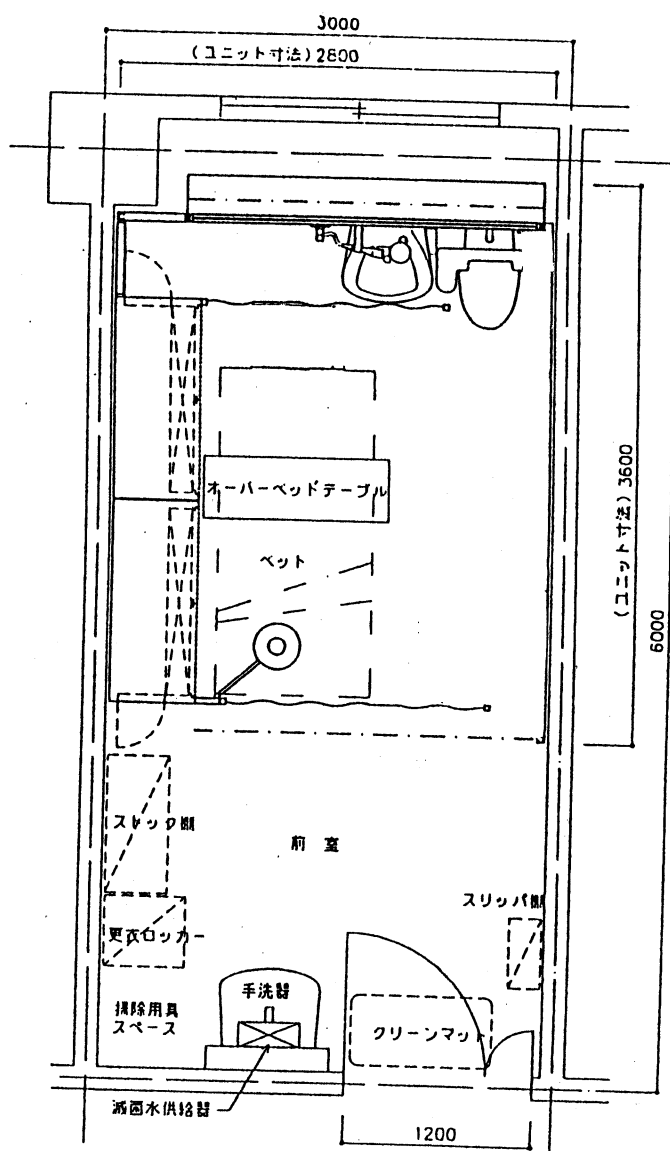 3000
(ユニット寸法)2800
オーバーベッドテーブル
ベット
(ユニット寸法)3600
6000
ストック棚
前室
スリッパ棚
更衣ロッカー
手洗器
掃除用具
スペース
クリーンマット
滅菌水供給器
1200